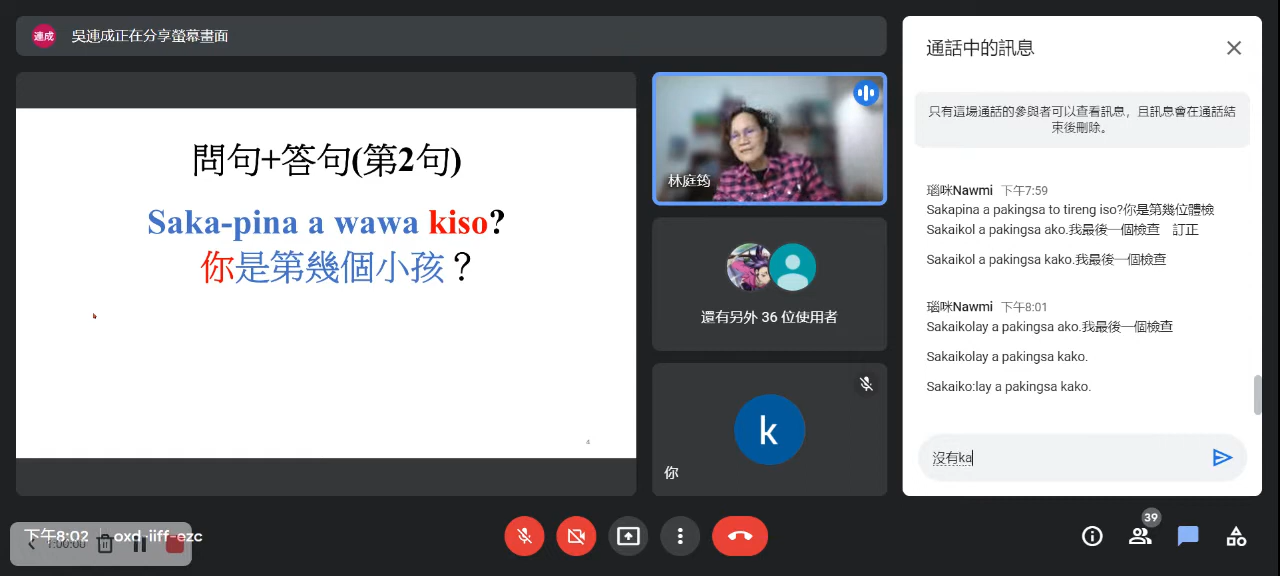 連成 吳連成正在分享螢幕畫面
問句+答句(第2句)
Saka-pina a wawa kiso?
你是第幾個小孩？
4
林庭筠
還有另外 36 位使用者
k
你
通話中的訊息
只有這場通話的參與者可以查看訊息，且訊息會在通話結
束後刪除。
瑙咪Nawmi 下午7:59
Sakapina a pakingsa to tireng iso?你是第幾位體檢
Sakaikol a pakingsa ako.我最後一個檢查 訂正
Sakaikol a pakingsa kako.我最後一個檢查
瑙咪Nawmi 下午8:01
Sakaikolay a pakingsa ako.我最後一個檢查
Sakaikolay a pakingsa kako.
Sakaiko:lay a pakingsa kako.
沒有ka
下午8:02 | oxd-iiff-ezc
1:00:00
39